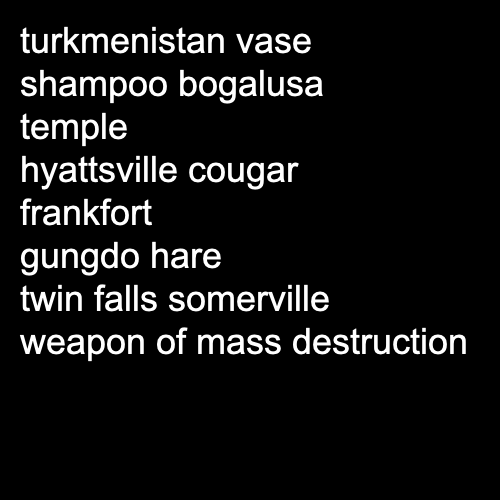 turkmenistan vase
shampoo bogalusa
temple
hyattsville cougar
frankfort
gungdo hare
twin falls somerville
weapon of mass destruction